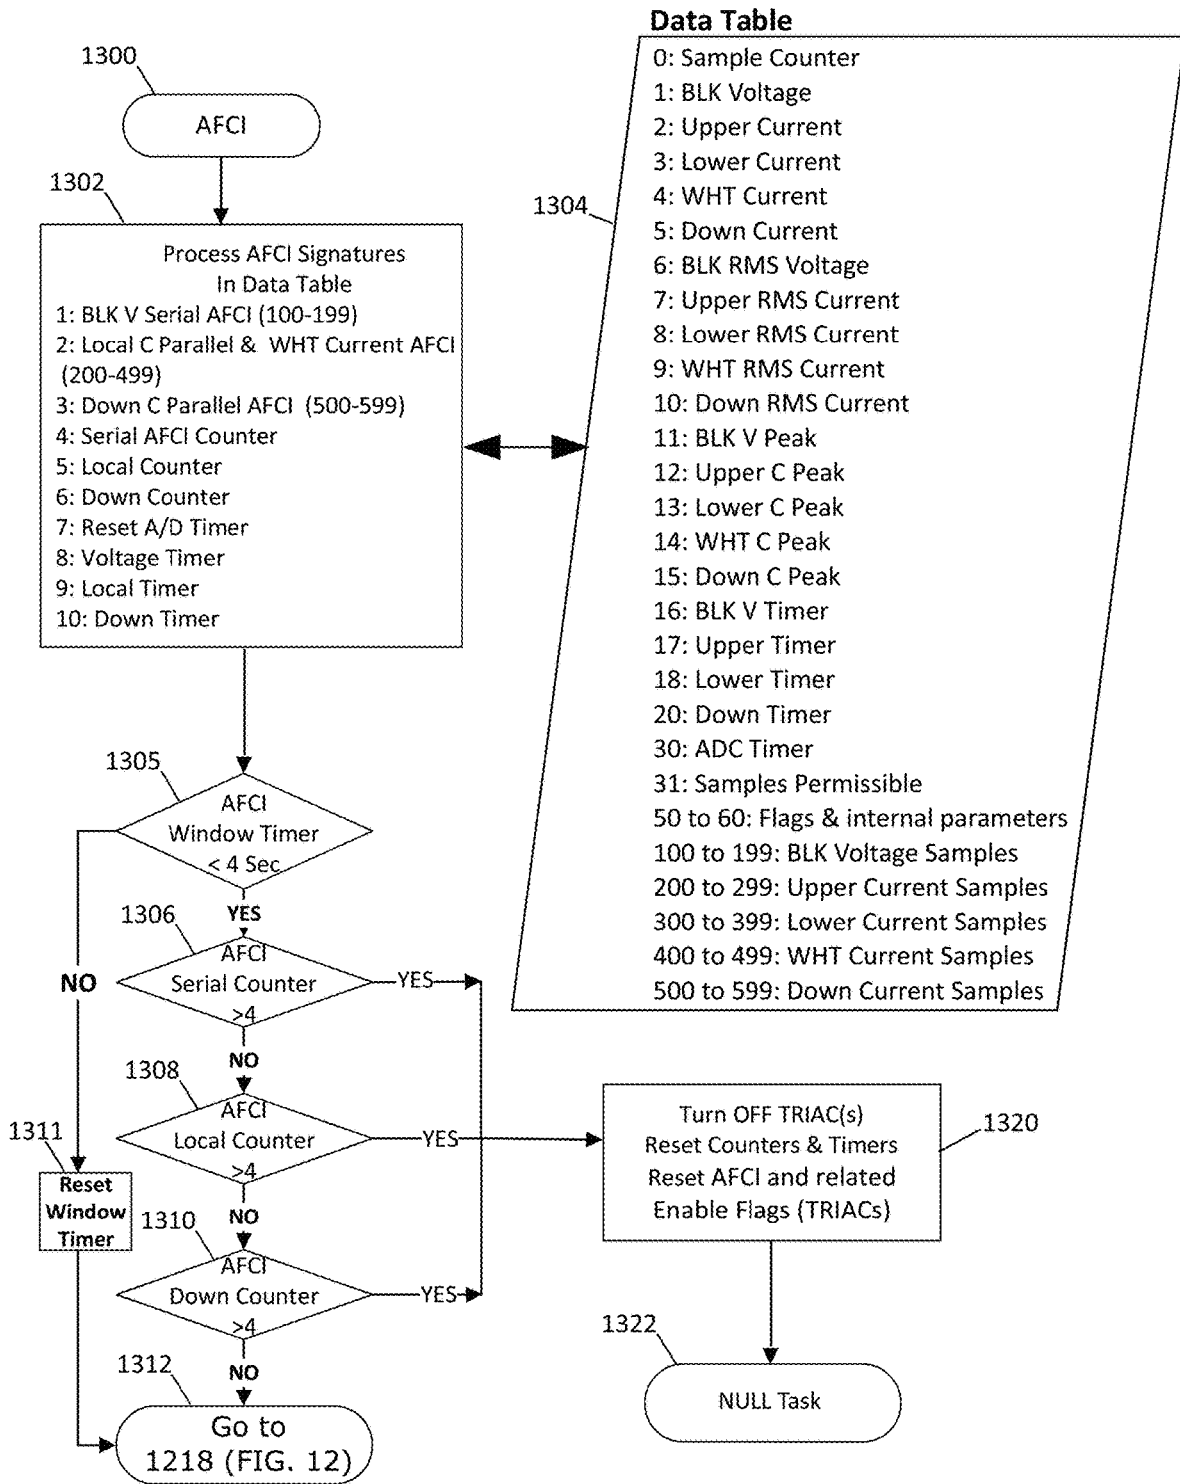 1300
AFCI
1302
Process AFCI Signatures
In Data Table
1: BLK V Serial AFCI (100-199)
2: Local C Parallel & WHT Current AFCI
(200-499)
3: Down C Parallel AFCI (500-599)
4: Serial AFCI Counter
5: Local Counter
6: Down Counter
7: Reset A/D Timer
8: Voltage Timer
9: Local Timer
10: Down Timer
Data Table
1304
0: Sample Counter
1: BLK Voltage
2: Upper Current
3: Lower Current
4: WHT Current
5: Down Current
6: BLK RMS Voltage
7: Upper RMS Current
8: Lower RMS Current
9: WHT RMS Current
10: Down RMS Current
11: BLK V Peak
12: Upper C Peak
13: Lower C Peak
14: WHT C Peak
15: Down C Peak
16: BLK V Timer
17: Upper Timer
18: Lower Timer
20: Down Timer
30: ADC Timer
31: Samples Permissible
50 to 60: Flags & internal parameters
100 to 199: BLK Voltage Samples
200 to 299: Upper Current Samples
300 to 399: Lower Current Samples
400 to 499: WHT Current Samples
500 to 599: Down Current Samples
1305
AFCI
Window Timer
< 4 Sec
YES
NO
1306
AFCI
Serial Counter
>4
YES
NO
1308
AFCI
Local Counter
>4
YES
NO
1311
Reset
Window
Timer
1310
AFCI
Down Counter
>4
YES
NO
1312
Go to
1218 (FIG. 12)
1320
Turn OFF TRIAC(s)
Reset Counters & Timers
Reset AFCI and related
Enable Flags (TRIACs)
1322
NULL Task